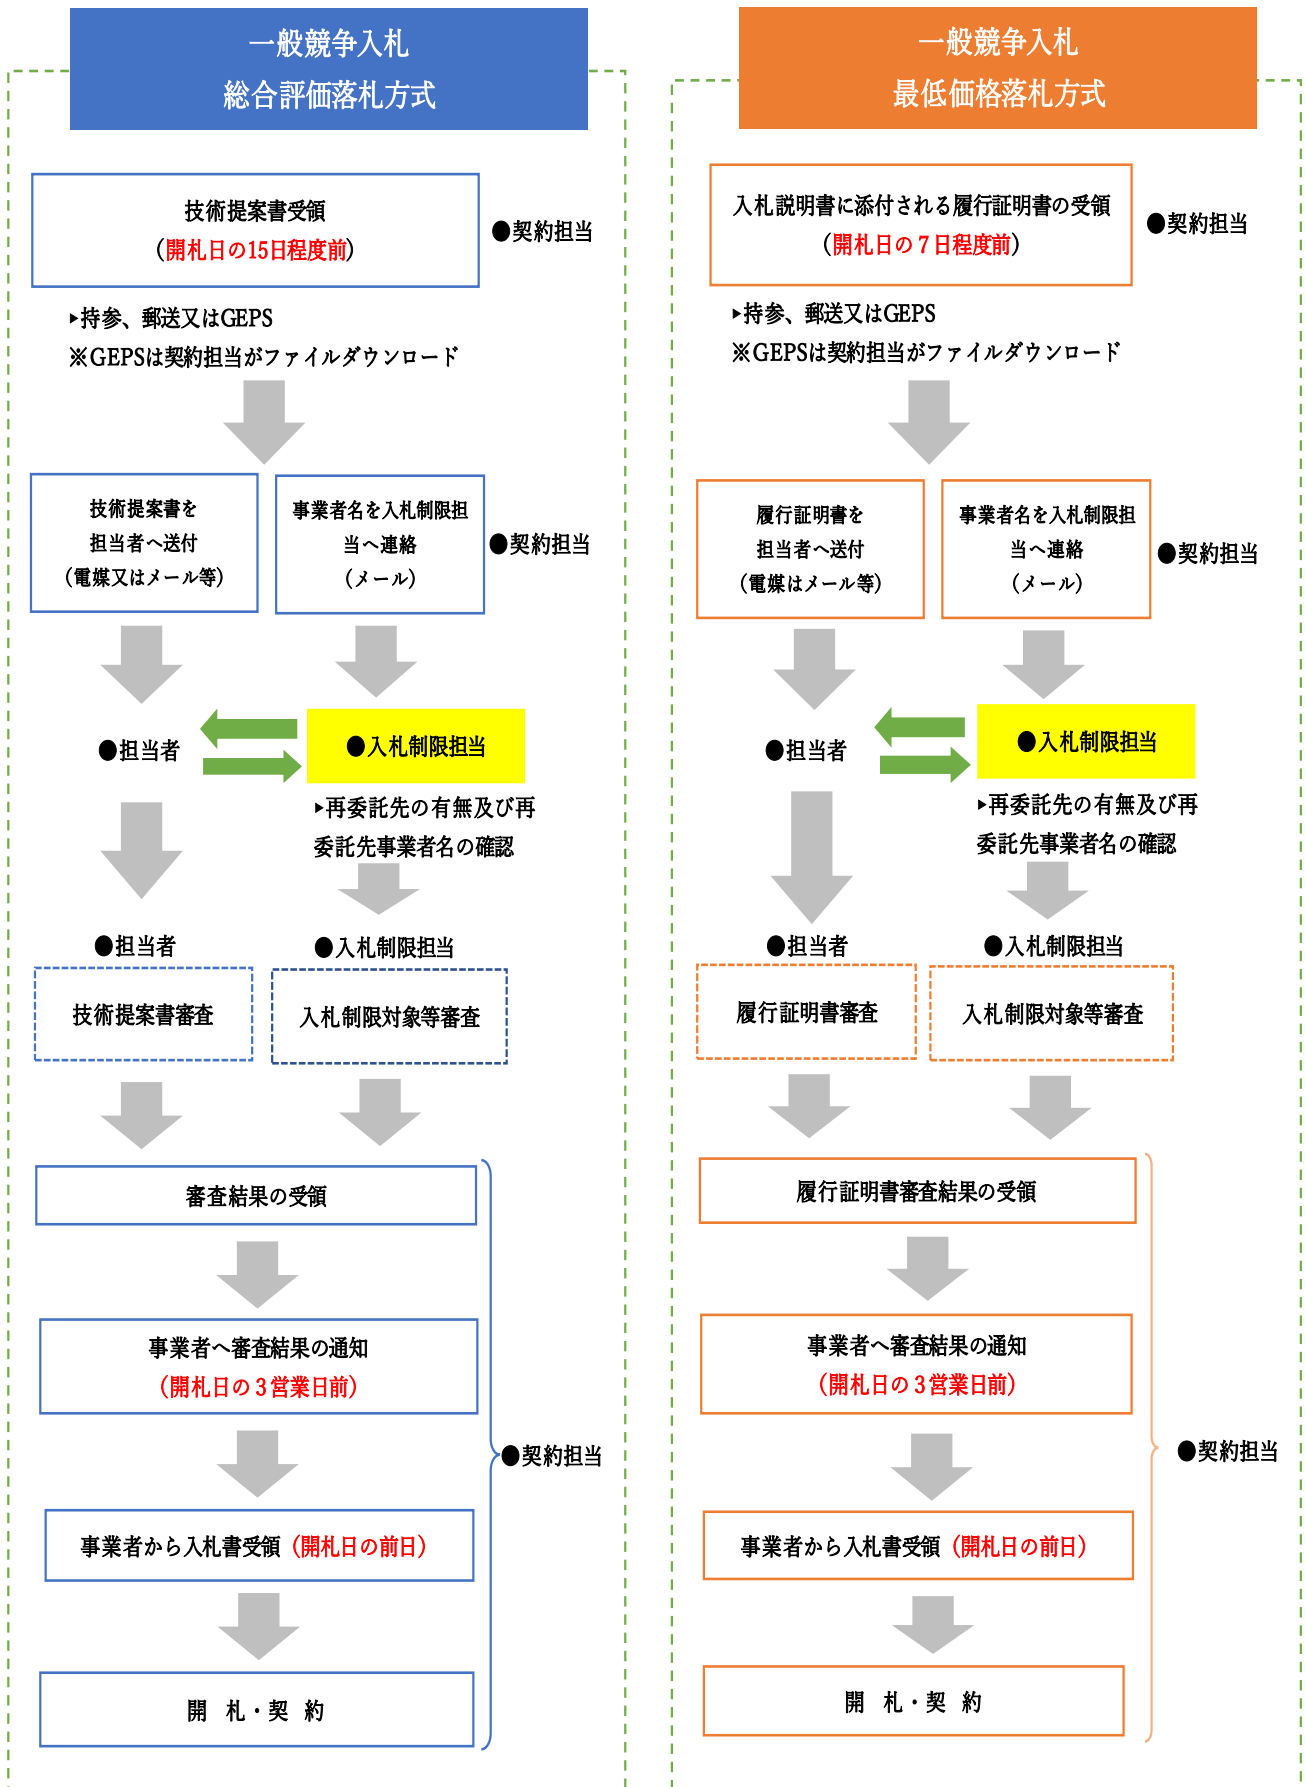 一般競争入札
総合評価落札方式
技術提案書受領
（開札日の15日程度前）
●契約担当
▶持参、郵送又はGEPS
※GEPSは契約担当がファイルダウンロード
技術提案書を
担当者へ送付
（電媒又はメール等）
事業者名を入札制限担
当へ連絡
（メール）
●契約担当
●担当者
●入札制限担当
▶再委託先の有無及び再
委託先事業者名の確認
●担当者
●入札制限担当
技術提案書審査
入札制限対象等審査
審査結果の受領
事業者へ審査結果の通知
（開札日の３営業日前）
●契約担当
事業者から入札書受領（開札日の前日）
開　札・契　約
一般競争入札
最低価格落札方式
入札説明書に添付される履行証明書の受領
（開札日の７日程度前）
●契約担当
▶持参、郵送又はGEPS
※GEPSは契約担当がファイルダウンロード
履行証明書を
担当者へ送付
（電媒はメール等）
事業者名を入札制限担
当へ連絡
（メール）
●契約担当
●担当者
●入札制限担当
▶再委託先の有無及び再
委託先事業者名の確認
●担当者
●入札制限担当
履行証明書審査
入札制限対象等審査
履行証明書審査結果の受領
事業者へ審査結果の通知
（開札日の３営業日前）
●契約担当
事業者から入札書受領（開札日の前日）
開　札・契　約